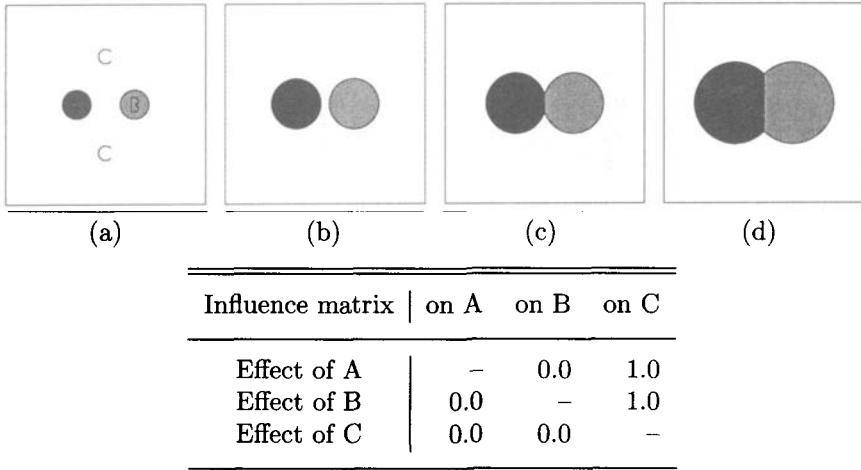 C
B
C
(a) (b) (c) (d)
Influence matrix on A on B on C
Effect of A – 0.0 1.0
Effect of B 0.0 – 1.0
Effect of C 0.0 0.0 –